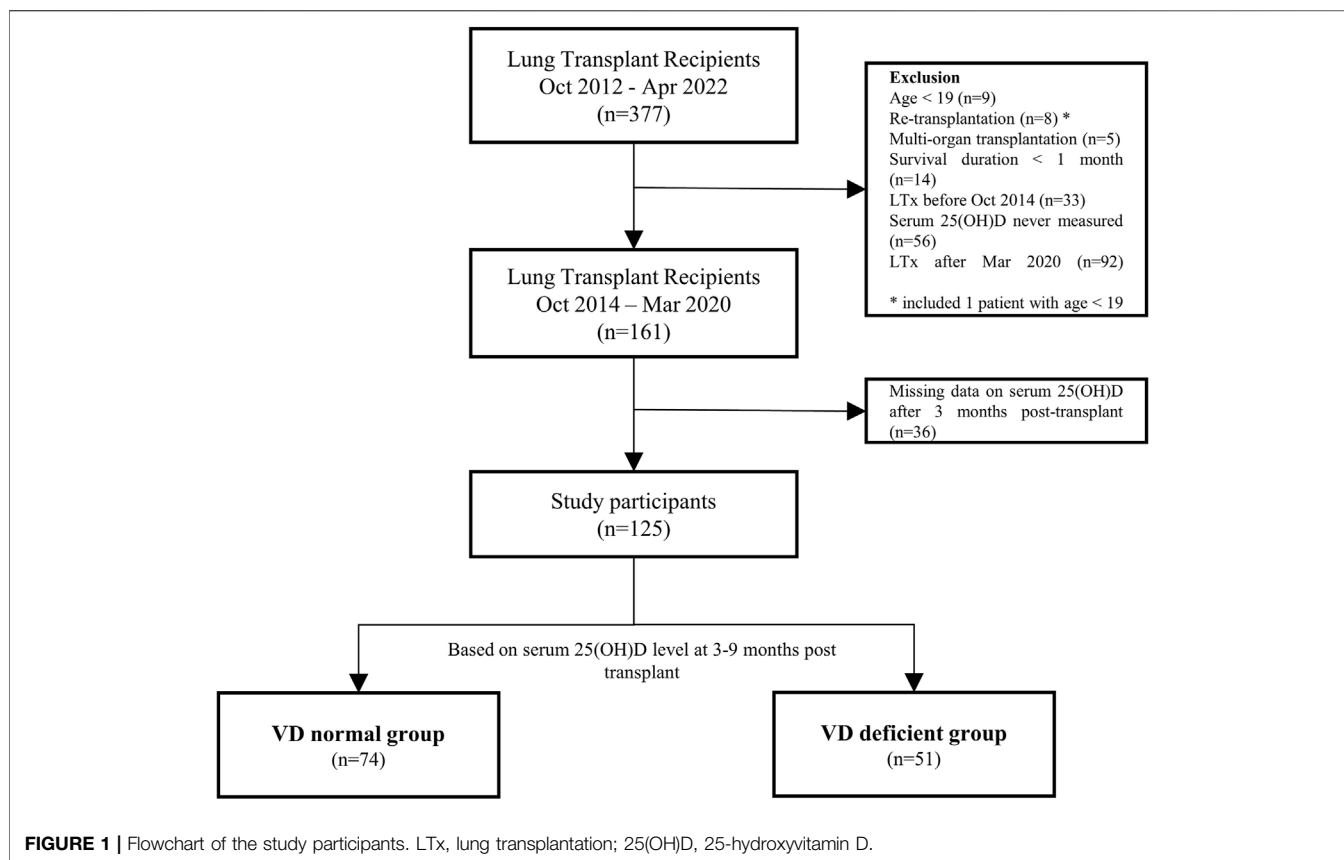 Lung Transplant Recipients
Oct 2012 - Apr 2022
(n=377)
Exclusion
Age < 19 (n=9)
Re-transplantation (n=8) *
Multi-organ transplantation (n=5)
Survival duration < 1 month
(n=14)
LTx before Oct 2014 (n=33)
Serum 25(OH)D never measured
(n=56)
LTx after Mar 2020 (n=92)
* included 1 patient with age < 19
Lung Transplant Recipients
Oct 2014 – Mar 2020
(n=161)
Missing data on serum 25(OH)D
after 3 months post-transplant
(n=36)
Study participants
(n=125)
Based on serum 25(OH)D level at 3-9 months post
transplant
VD normal group
(n=74)
VD deficient group
(n=51)
FIGURE 1 | Flowchart of the study participants. LTx, lung transplantation; 25(OH)D, 25-hydroxyvitamin D.